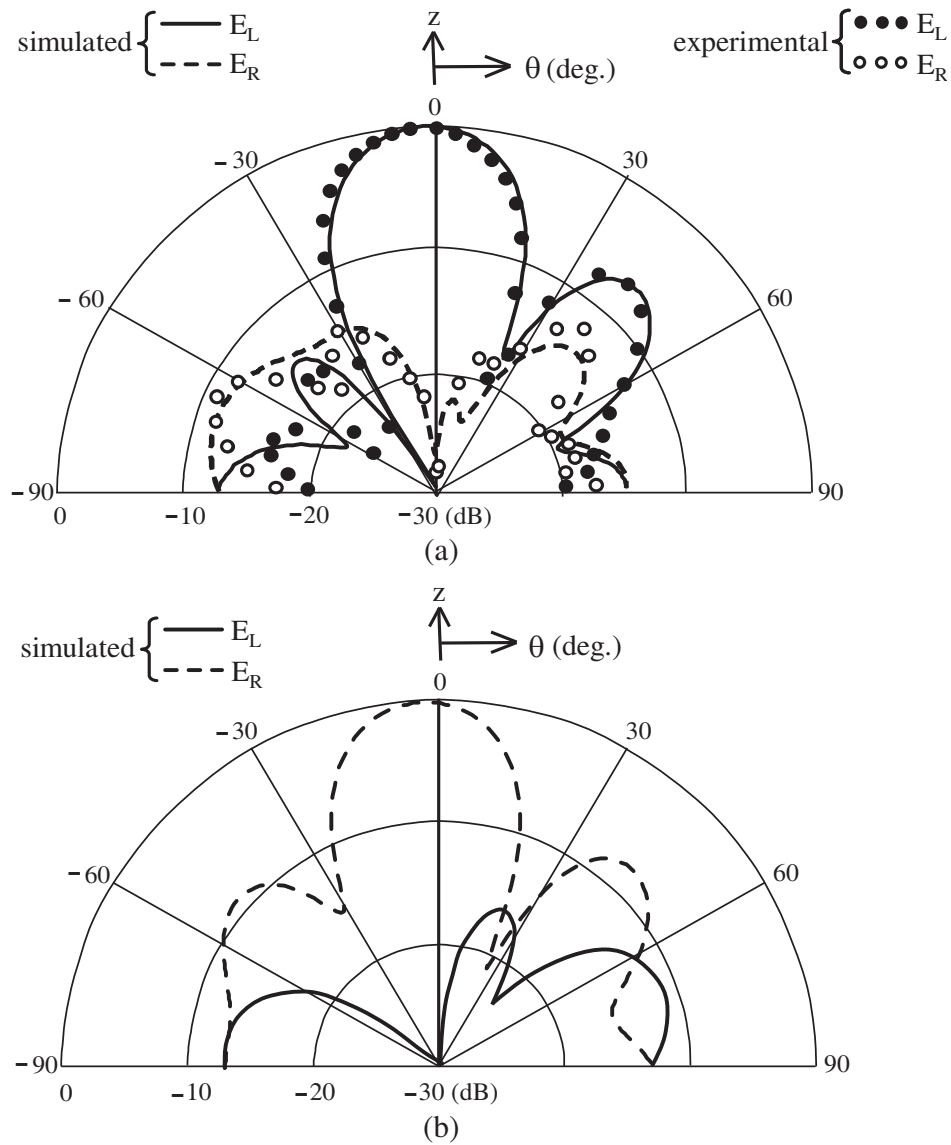 simulated E_L
E_R
experimental E_L
E_R
z
θ (deg.)
0
-30
30
-60
60
-90
90
0
-10
-20
-30 (dB)
(a)
simulated E_L
E_R
z
θ (deg.)
0
-30
30
-60
60
-90
90
0
-10
-20
-30 (dB)
(b)